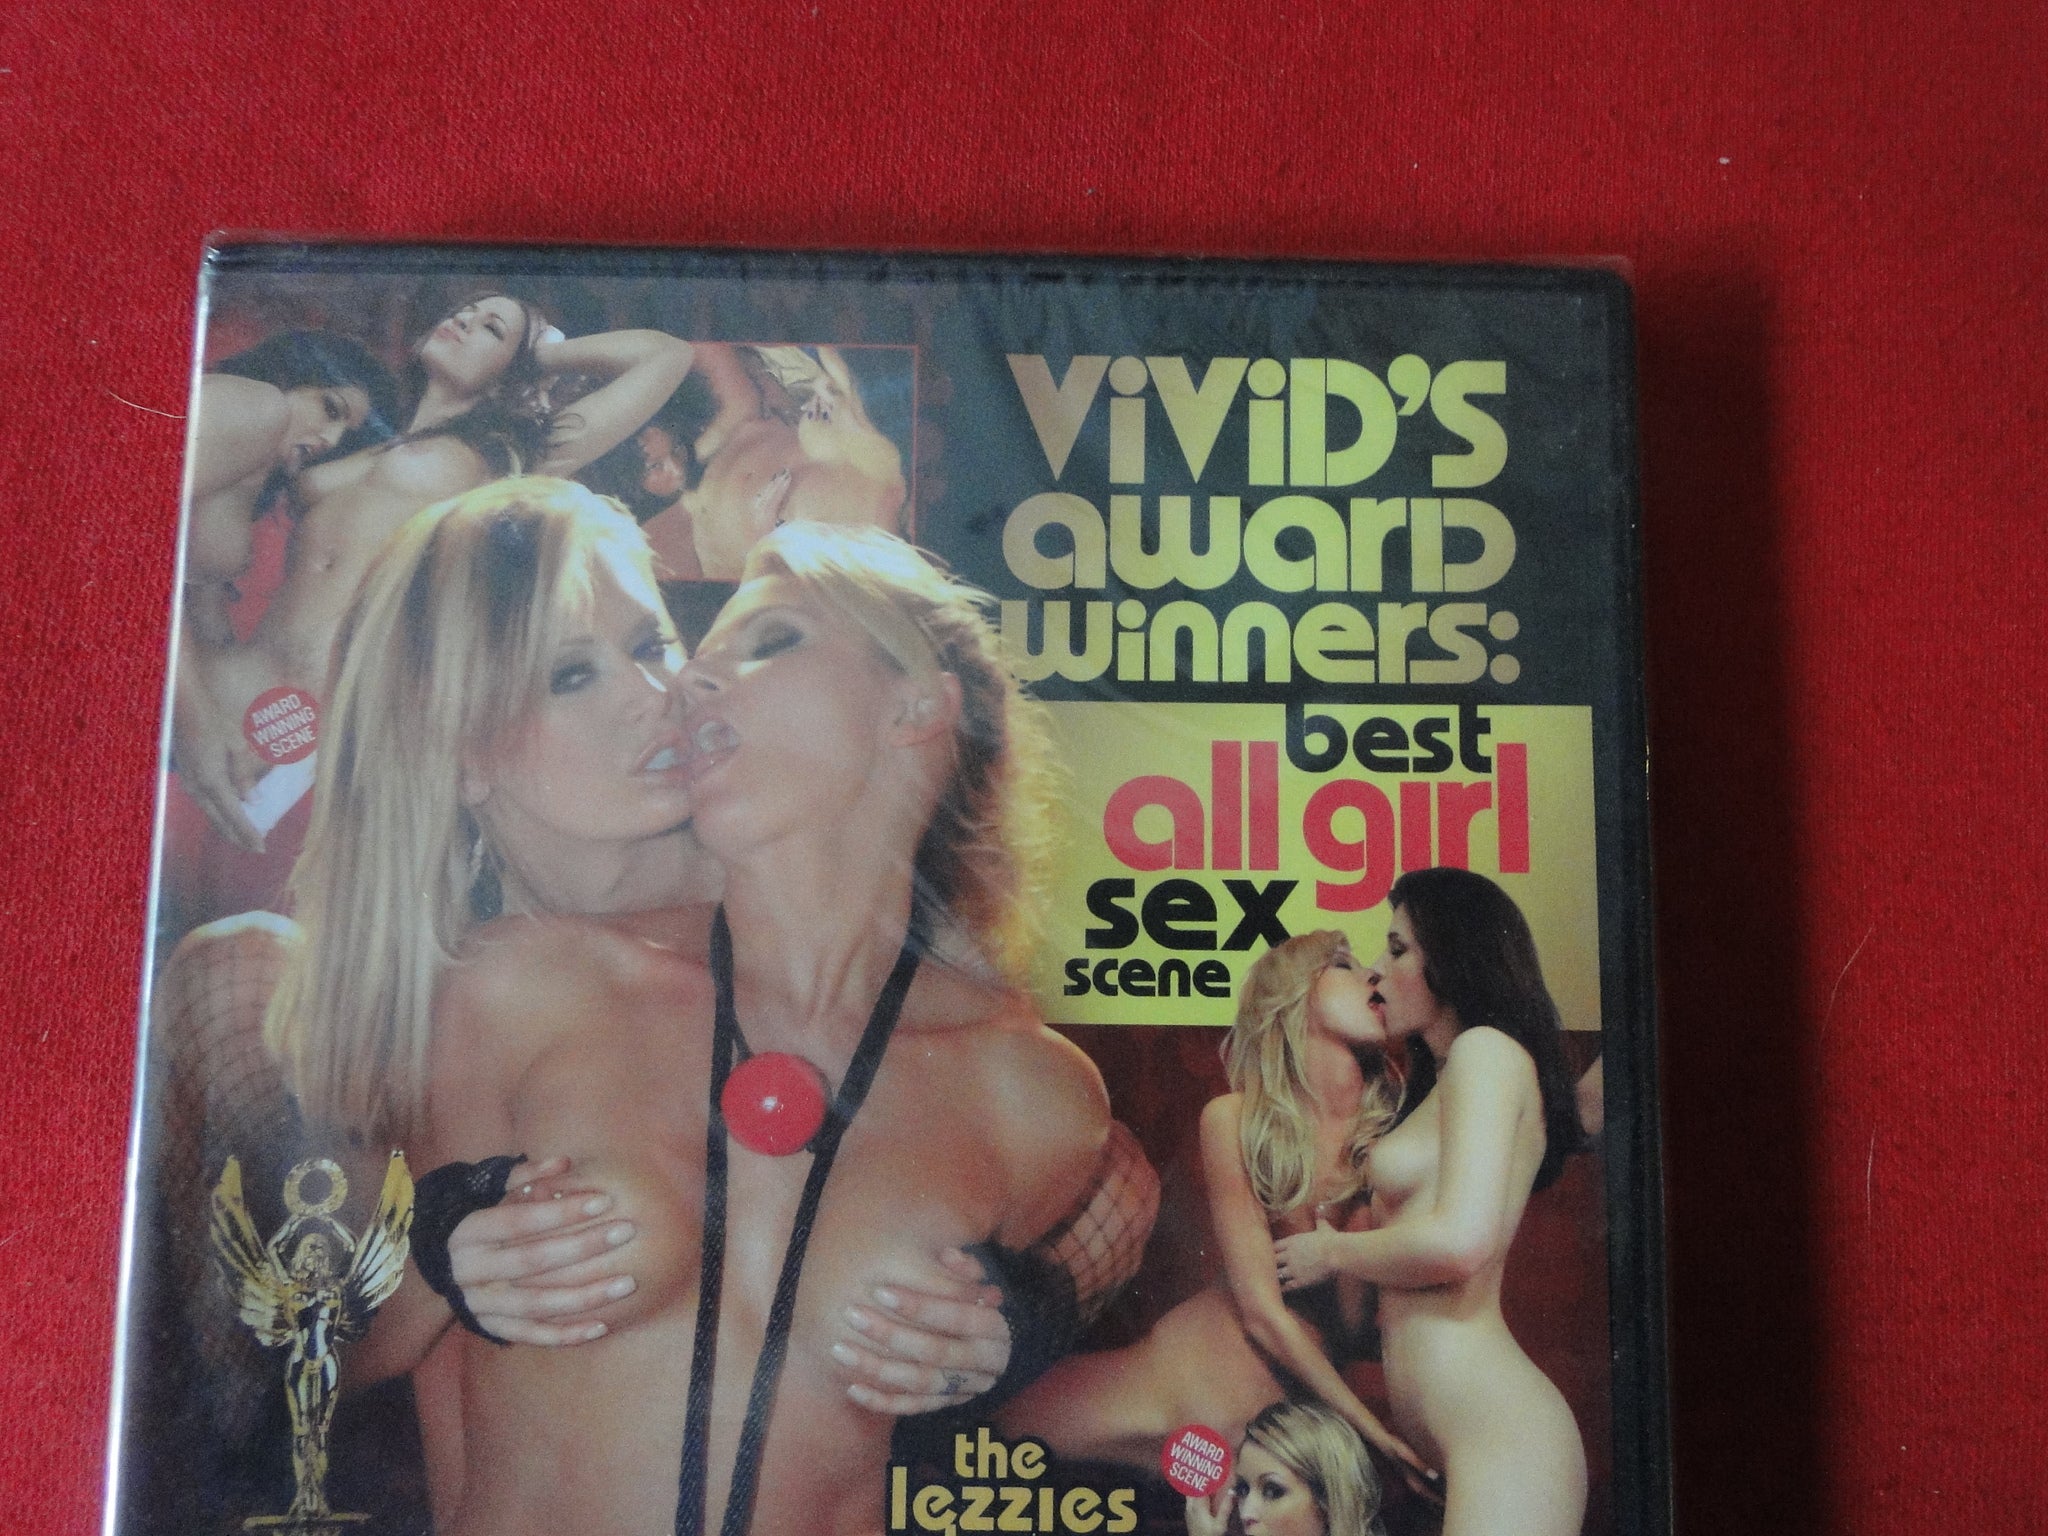 ViViD'S
award
winners:
best
all girl
sex
scene
AWARD
WINNING
SCENE
the
lezzies
AWARD
WINNING
SCENE